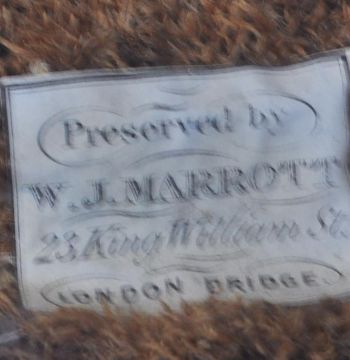 Preserved by
W. J. MARROTT
23, King William St.
LONDON BRIDGE.